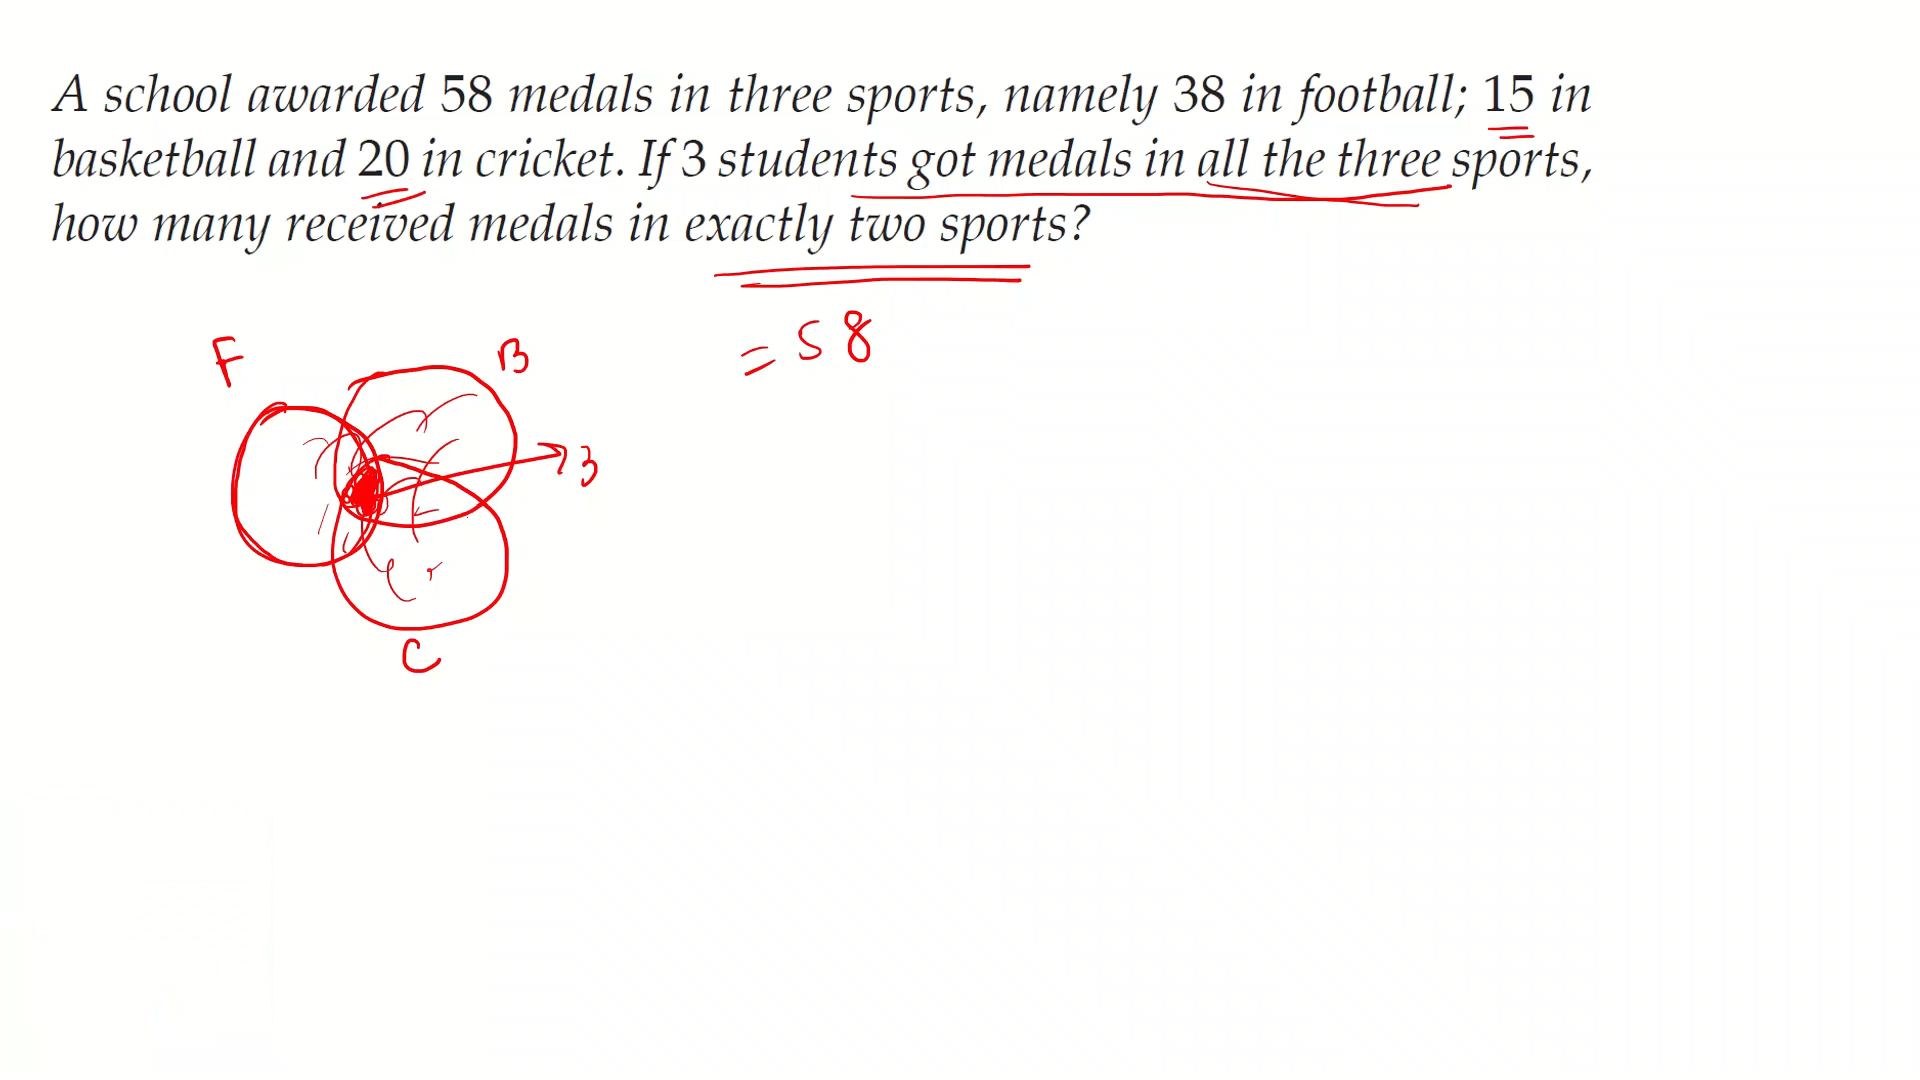 A school awarded 58 medals in three sports, namely 38 in football; 15 in
basketball and 20 in cricket. If 3 students got medals in all the three sports,
how many received medals in exactly two sports?
= 58
F
B
3
C